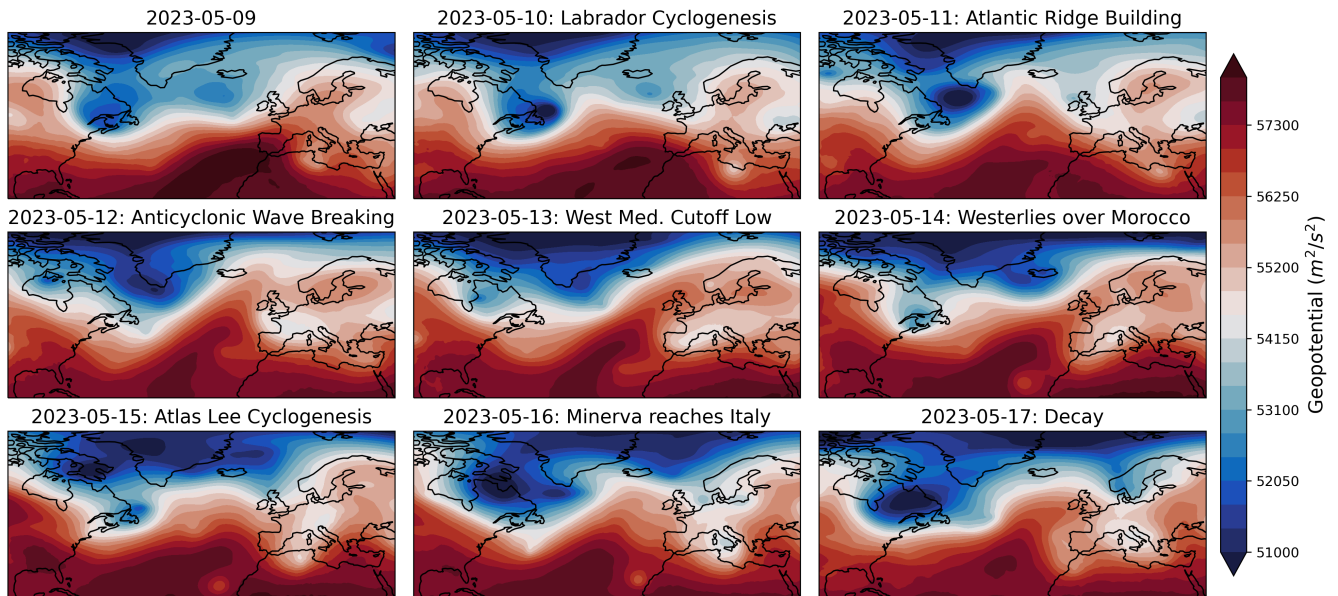 2023-05-09
2023-05-10: Labrador Cyclogenesis
2023-05-11: Atlantic Ridge Building
2023-05-12: Anticyclonic Wave Breaking
2023-05-13: West Med. Cutoff Low
2023-05-14: Westerlies over Morocco
2023-05-15: Atlas Lee Cyclogenesis
2023-05-16: Minerva reaches Italy
2023-05-17: Decay
57300
56250
55200
54150
53100
52050
51000
Geopotential (m²/s²)